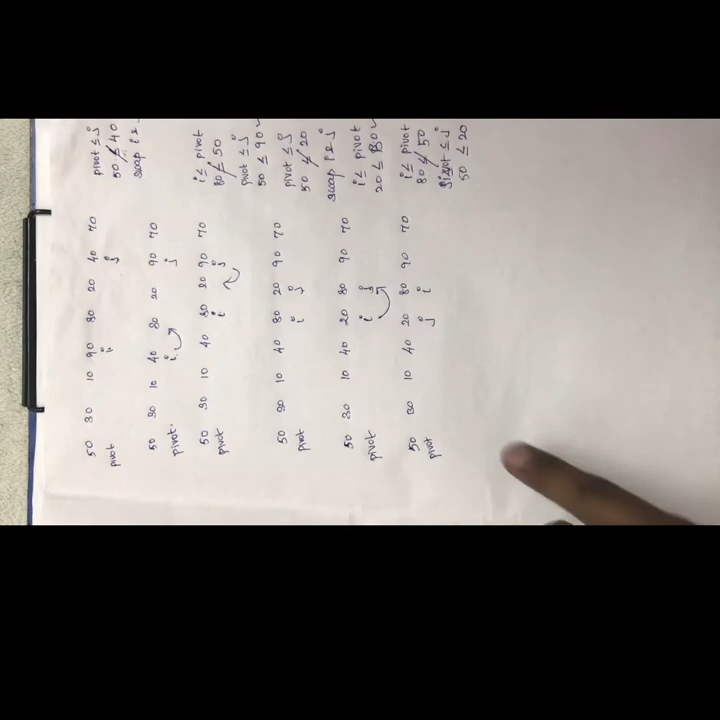 50 30 10 90 80 20 40 70
pivot i j
pivot ≤ j
50 ≤ 40
swap i & j
50 30 10 40 80 20 90 70
pivot. i. j
i ≤ pivot
80 ≤ 50
50 30 10 40 80 20 90 70
pivot i j
pivot ≤ j
50 ≤ 90
50 30 10 40 80 20 90 70
pivot i j
pivot ≤ j
50 ≤ 20
swap i & j
50 30 10 40 20 80 90 70
pivot i j
i ≤ pivot
20 ≤ 50
50 30 10 40 20 80 90 70
pivot j i
i ≤ pivot
80 ≤ 50
pivot ≤ j
50 ≤ 20